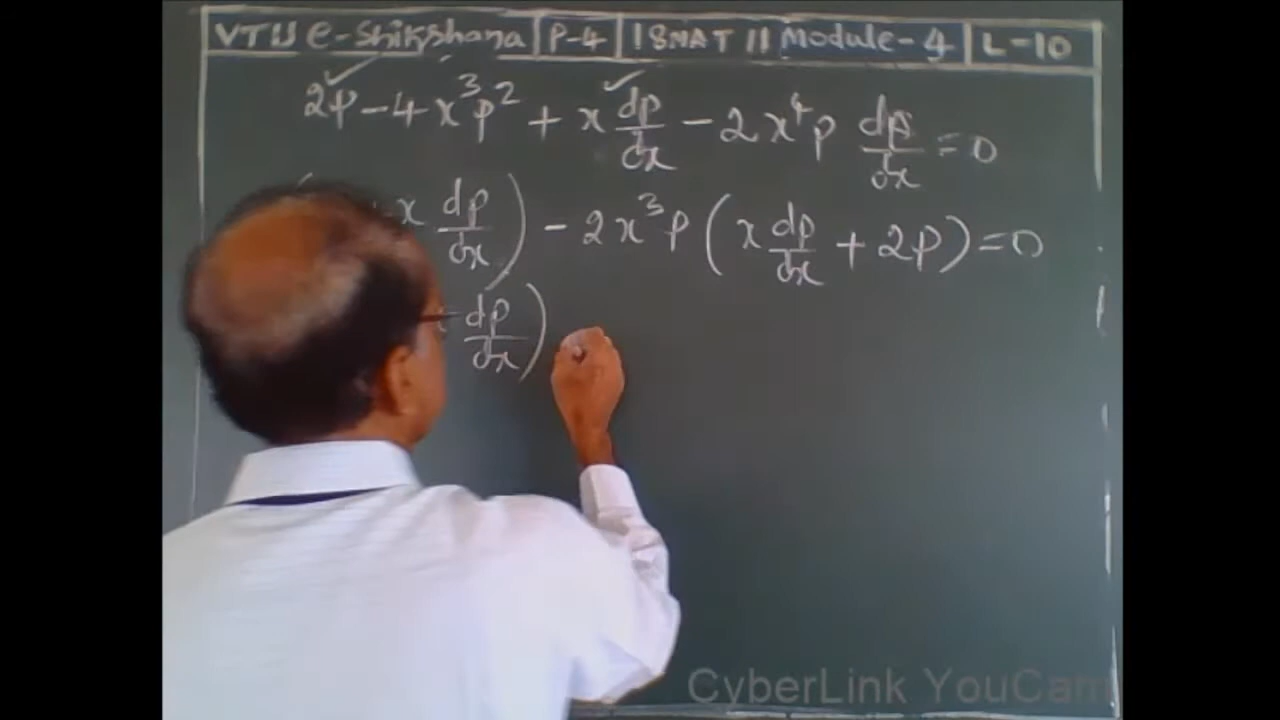 VTU e-Shikshana P-4 18MAT11 Module-4 L-10
2p - 4x³p² + x dp/dx - 2x⁴p dp/dx = 0
x dp/dx) - 2x³p (x dp/dx + 2p) = 0
dp/dx)
CyberLink YouCam